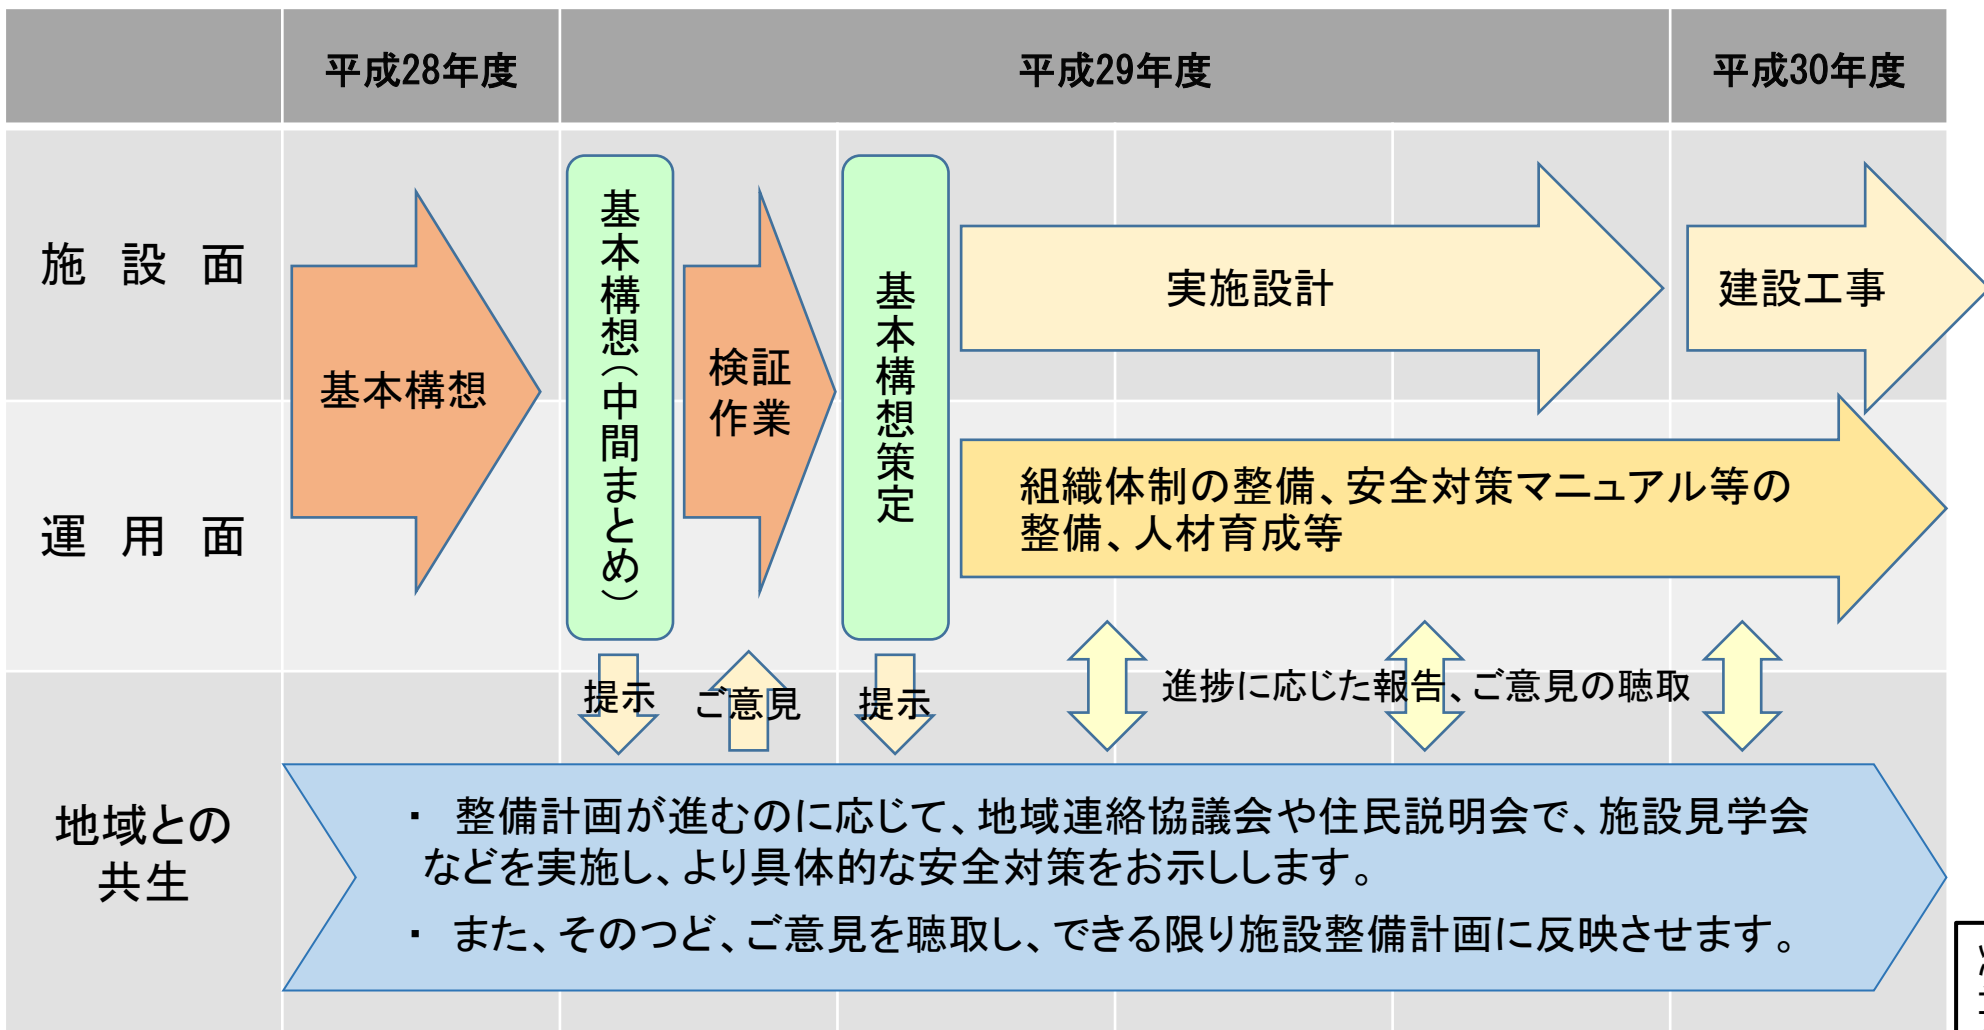 平成28年度
平成29年度
平成30年度
施 設 面
運 用 面
地域との
共生
基本構想
基本構想（中間まとめ）
検証
作業
基本構想策定
実施設計
建設工事
組織体制の整備、安全対策マニュアル等の
整備、人材育成等
提示
ご意見
提示
進捗に応じた報告、ご意見の聴取
・ 整備計画が進むのに応じて、地域連絡協議会や住民説明会で、施設見学会
などを実施し、より具体的な安全対策をお示しします。
・ また、そのつど、ご意見を聴取し、できる限り施設整備計画に反映させます。